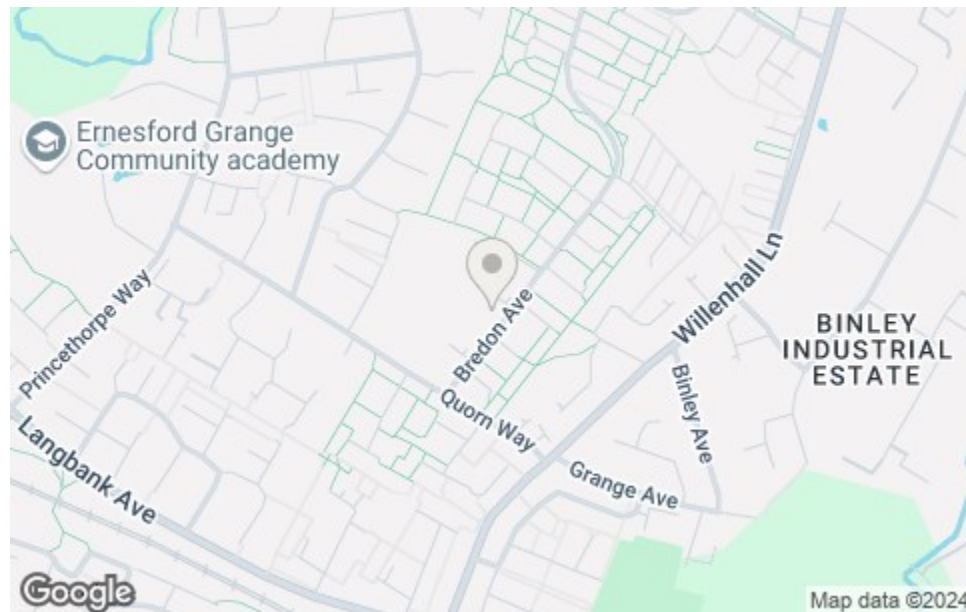 Ernesford Grange
Community academy
Princethorpe Way
Langbank Ave
Bredon Ave
Quorn Way
Willenhall Ln
Binley Ave
Grange Ave
BINLEY
INDUSTRIAL
ESTATE
Google
Map data ©2024